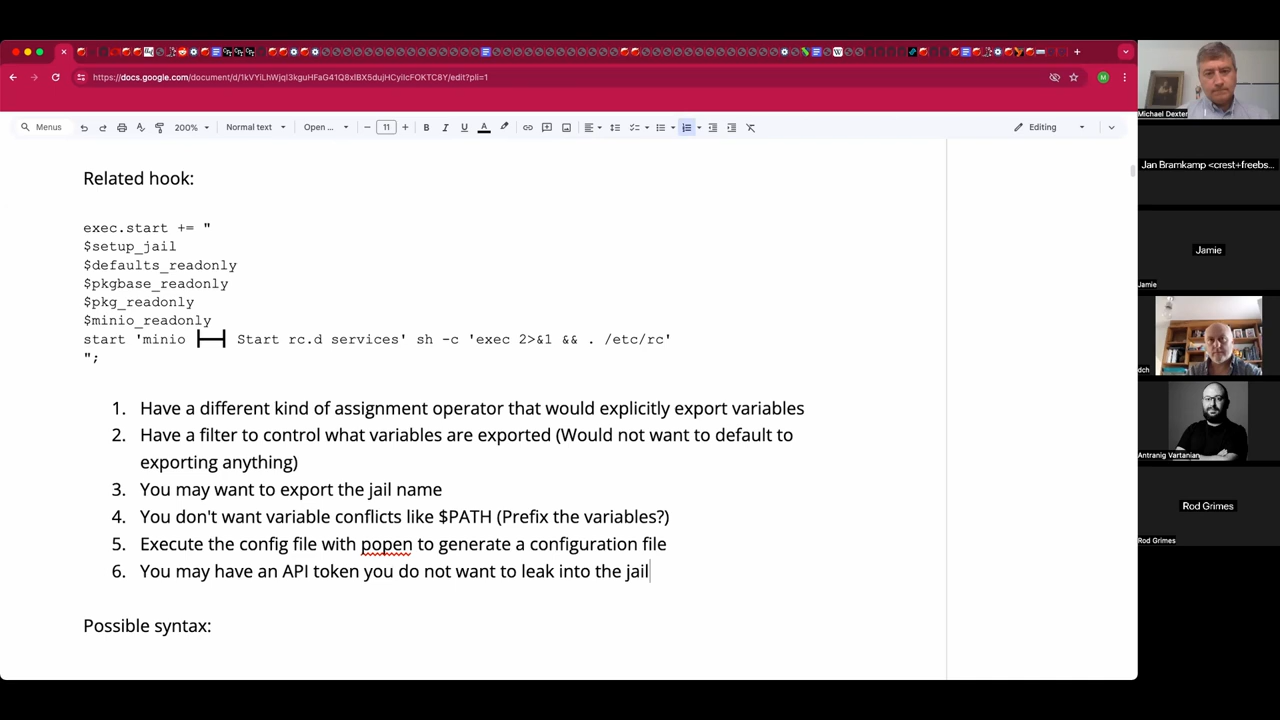 https://docs.google.com/document/d/1kVYiLhWjqI3kguHFaG41Q8xIBX5dujHCyiIcFOKTC8Y/edit?pli=1
M
Menus
200%
Normal text
Open ...
11
Editing
Related hook:
exec.start += "
$setup_jail
$defaults_readonly
$pkgbase_readonly
$pkg_readonly
$minio_readonly
start 'minio ├──┤ Start rc.d services' sh -c 'exec 2>&1 && . /etc/rc'
";
1. Have a different kind of assignment operator that would explicitly export variables
2. Have a filter to control what variables are exported (Would not want to default to
exporting anything)
3. You may want to export the jail name
4. You don't want variable conflicts like $PATH (Prefix the variables?)
5. Execute the config file with popen to generate a configuration file
6. You may have an API token you do not want to leak into the jail
Possible syntax:
Michael Dexter
Jan Bramkamp <crest+freebs...
Jamie
Jamie
dch
Antranig Vartanian
Rod Grimes
Rod Grimes